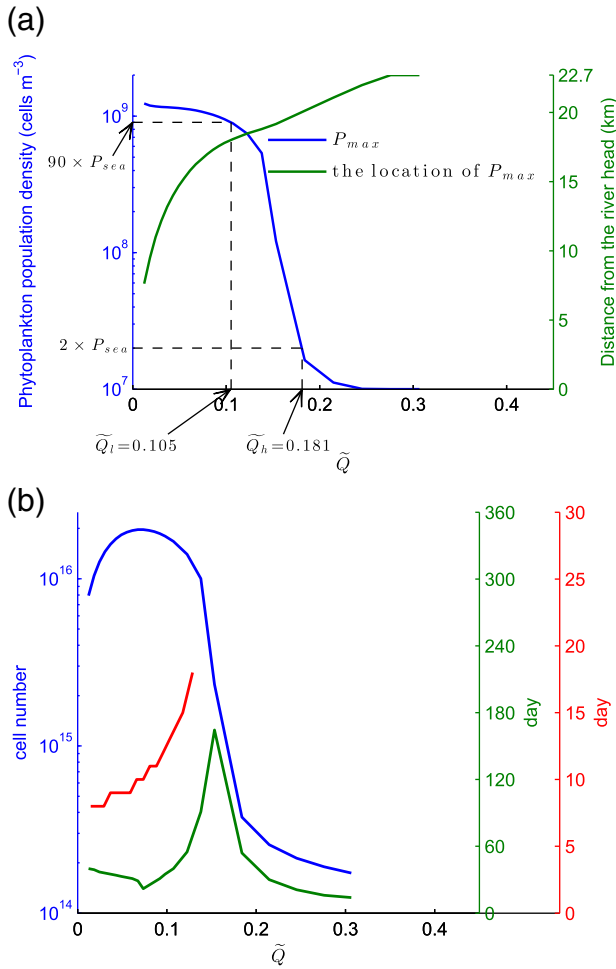 (a)
Phytoplankton population density (cells m⁻³)
10⁹
10⁸
10⁷
90 × P_sea
2 × P_sea
P_max
the location of P_max
22.7
20
15
10
5
0
Distance from the river head (km)
0 0.1 0.2 0.3 0.4
Q̃_l=0.105 Q̃_h=0.181
Q̃
(b)
cell number
10¹⁶
10¹⁵
10¹⁴
360
300
240
180
120
60
0
day
30
25
20
15
10
5
0
day
0 0.1 0.2 0.3 0.4
Q̃